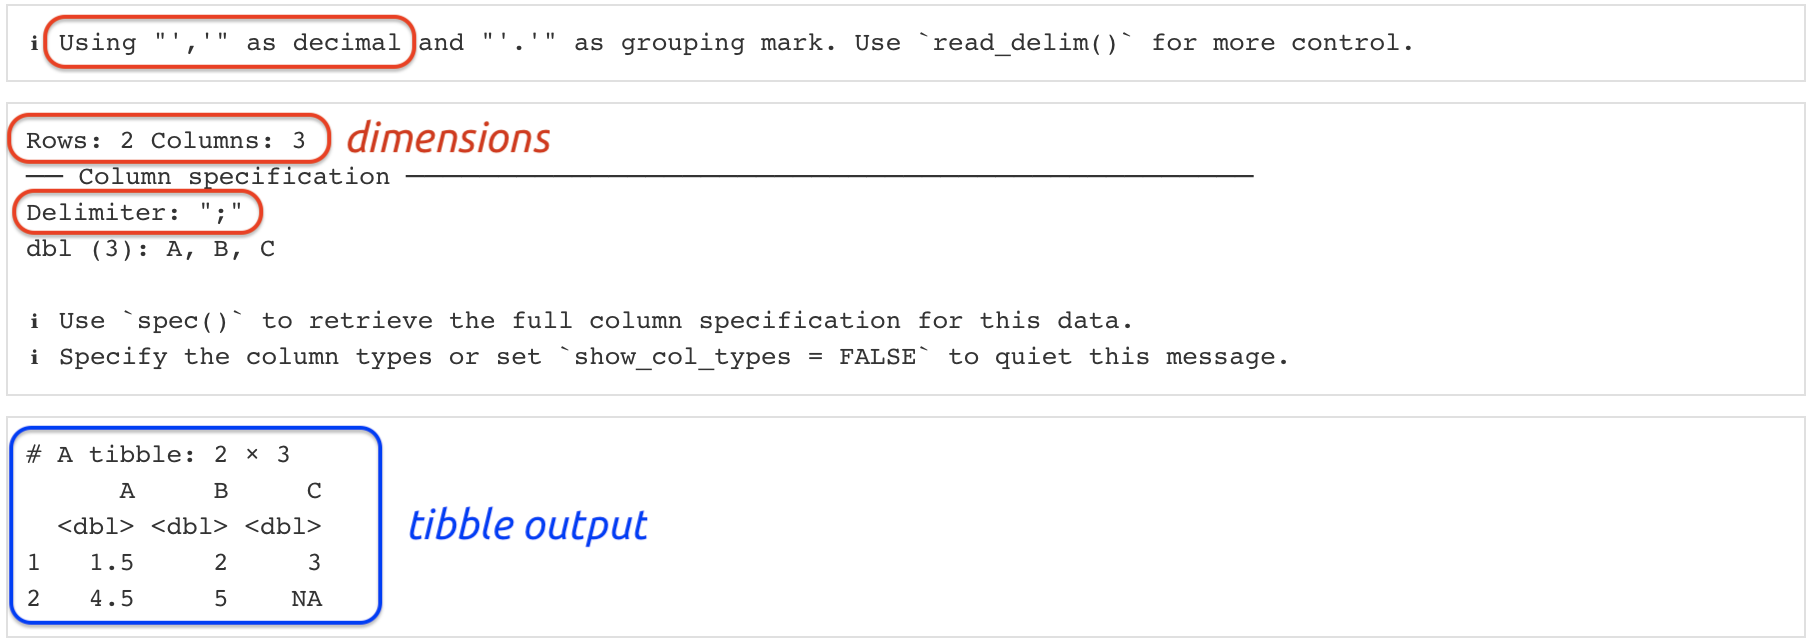 ℹ Using "','" as decimal and "'.'" as grouping mark. Use `read_delim()` for more control.
Rows: 2 Columns: 3 dimensions
── Column specification ──────────────────────────────
Delimiter: ";"
dbl (3): A, B, C
ℹ Use `spec()` to retrieve the full column specification for this data.
ℹ Specify the column types or set `show_col_types = FALSE` to quiet this message.
# A tibble: 2 × 3
A B C
<dbl> <dbl> <dbl>
tibble output
1 1.5 2 3
2 4.5 5 NA